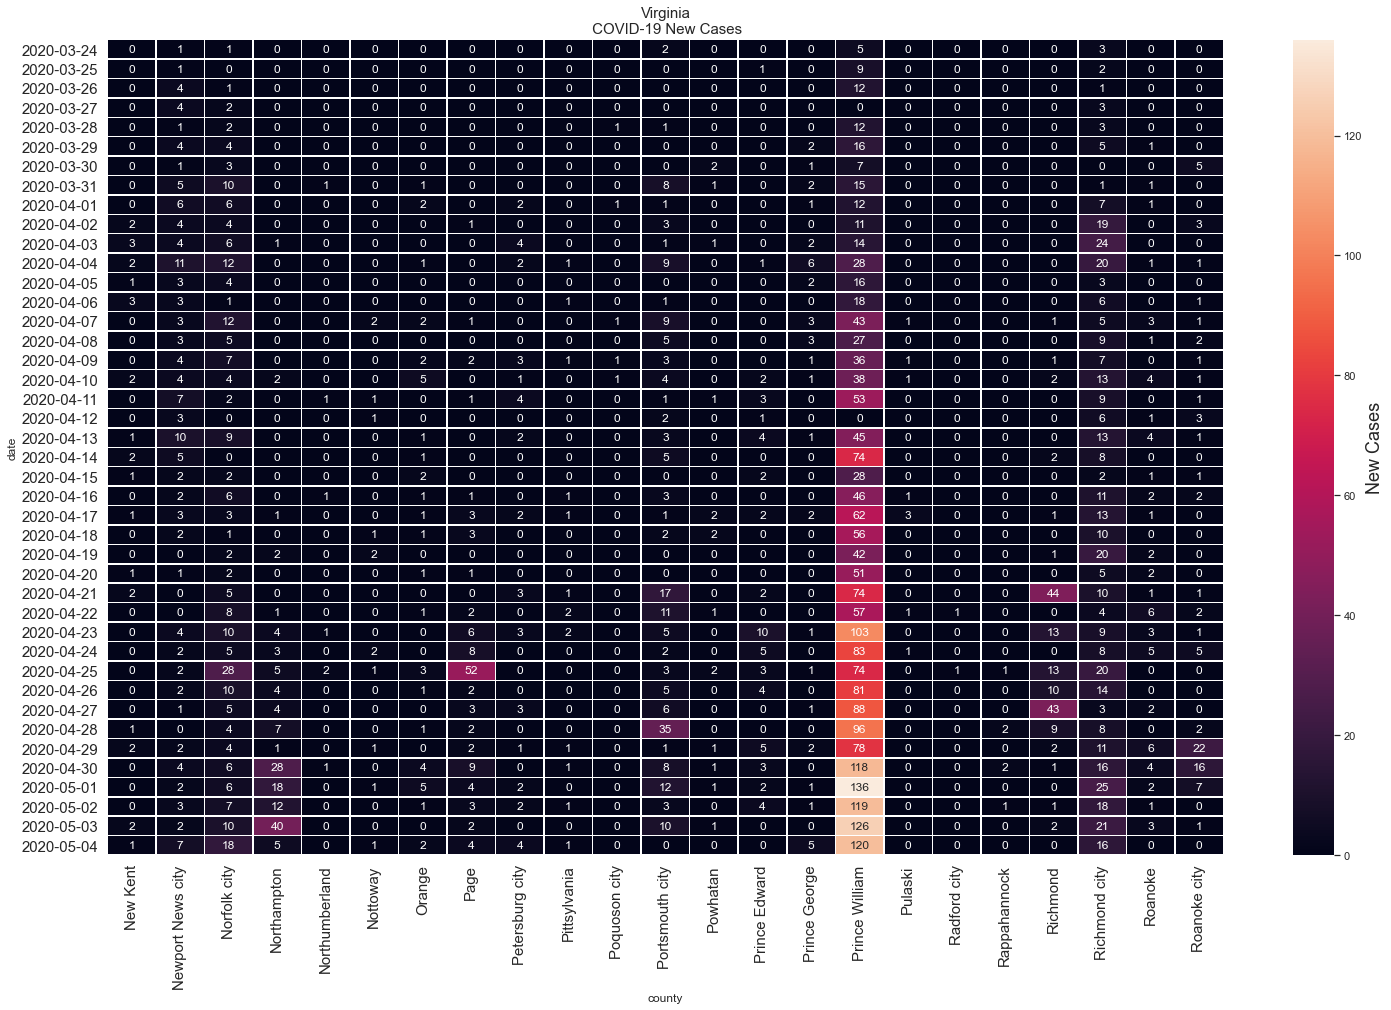 Virginia
COVID-19 New Cases
2020-03-24 0 1 1 0 0 0 0 0 0 0 0 2 0 0 0 5 0 0 0 0 3 0 0
2020-03-25 0 1 0 0 0 0 0 0 0 0 0 0 0 1 0 9 0 0 0 0 2 0 0
2020-03-26 0 4 1 0 0 0 0 0 0 0 0 0 0 0 0 12 0 0 0 0 1 0 0
2020-03-27 0 4 2 0 0 0 0 0 0 0 0 0 0 0 0 0 0 0 0 0 3 0 0
2020-03-28 0 1 2 0 0 0 0 0 0 0 1 1 0 0 0 12 0 0 0 0 3 0 0
2020-03-29 0 4 4 0 0 0 0 0 0 0 0 0 0 0 2 16 0 0 0 0 5 1 0
2020-03-30 0 1 3 0 0 0 0 0 0 0 0 0 2 0 1 7 0 0 0 0 0 0 5
2020-03-31 0 5 10 0 1 0 1 0 0 0 0 8 1 0 2 15 0 0 0 0 1 1 0
2020-04-01 0 6 6 0 0 0 2 0 2 0 1 1 0 0 1 12 0 0 0 0 7 1 0
2020-04-02 2 4 4 0 0 0 0 1 0 0 0 3 0 0 0 11 0 0 0 0 19 0 3
2020-04-03 3 4 6 1 0 0 0 0 4 0 0 1 1 0 2 14 0 0 0 0 24 0 0
2020-04-04 2 11 12 0 0 0 1 0 2 1 0 9 0 1 6 28 0 0 0 0 20 1 1
2020-04-05 1 3 4 0 0 0 0 0 0 0 0 0 0 0 2 16 0 0 0 0 3 0 0
2020-04-06 3 3 1 0 0 0 0 0 0 1 0 1 0 0 0 18 0 0 0 0 6 0 1
2020-04-07 0 3 12 0 0 2 2 1 0 0 1 9 0 0 3 43 1 0 0 1 5 3 1
2020-04-08 0 3 5 0 0 0 0 0 0 0 0 5 0 0 3 27 0 0 0 0 9 1 2
2020-04-09 0 4 7 0 0 0 2 2 3 1 1 3 0 0 1 36 1 0 0 1 7 0 1
2020-04-10 2 4 4 2 0 0 5 0 1 0 1 4 0 2 1 38 1 0 0 2 13 4 1
2020-04-11 0 7 2 0 1 1 0 1 4 0 0 1 1 3 0 53 0 0 0 0 9 0 1
2020-04-12 0 3 0 0 0 1 0 0 0 0 0 2 0 1 0 0 0 0 0 0 6 1 3
2020-04-13 1 10 9 0 0 0 1 0 2 0 0 3 0 4 1 45 0 0 0 0 13 4 1
2020-04-14 2 5 0 0 0 0 1 0 0 0 0 5 0 0 0 74 0 0 0 2 8 0 0
2020-04-15 1 2 2 0 0 0 2 0 0 0 0 0 0 2 0 28 0 0 0 0 2 1 1
2020-04-16 0 2 6 0 1 0 1 1 0 1 0 3 0 0 0 46 1 0 0 0 11 2 2
2020-04-17 1 3 3 1 0 0 1 3 2 1 0 1 2 2 2 62 3 0 0 1 13 1 0
2020-04-18 0 2 1 0 0 1 1 3 0 0 0 2 2 0 0 56 0 0 0 0 10 0 0
2020-04-19 0 0 2 2 0 2 0 0 0 0 0 0 0 0 0 42 0 0 0 1 20 2 0
2020-04-20 1 1 2 0 0 0 1 1 0 0 0 0 0 0 0 51 0 0 0 0 5 2 0
2020-04-21 2 0 5 0 0 0 0 0 3 1 0 17 0 2 0 74 0 0 0 44 10 1 1
2020-04-22 0 0 8 1 0 0 1 2 0 2 0 11 1 0 0 57 1 1 0 0 4 6 2
2020-04-23 0 4 10 4 1 0 0 6 3 2 0 5 0 10 1 103 0 0 0 13 9 3 1
2020-04-24 0 2 5 3 0 2 0 8 0 0 0 2 0 5 0 83 1 0 0 0 8 5 5
2020-04-25 0 2 28 5 2 1 3 52 0 0 0 3 2 3 1 74 0 1 1 13 20 0 0
2020-04-26 0 2 10 4 0 0 1 2 0 0 0 5 0 4 0 81 0 0 0 10 14 0 0
2020-04-27 0 1 5 4 0 0 0 3 3 0 0 6 0 0 1 88 0 0 0 43 3 2 0
2020-04-28 1 0 4 7 0 0 1 2 0 0 0 35 0 0 0 96 0 0 2 9 8 0 2
2020-04-29 2 2 4 1 0 1 0 2 1 1 0 1 1 5 2 78 0 0 0 2 11 6 22
2020-04-30 0 4 6 28 1 0 4 9 0 1 0 8 1 3 0 118 0 0 2 1 16 4 16
2020-05-01 0 2 6 18 0 1 5 4 2 0 0 12 1 2 1 136 0 0 0 0 25 2 7
2020-05-02 0 3 7 12 0 0 1 3 2 1 0 3 0 4 1 119 0 0 1 1 18 1 0
2020-05-03 2 2 10 40 0 0 0 2 0 0 0 10 1 0 0 126 0 0 0 2 21 3 1
2020-05-04 1 7 18 5 0 1 2 4 4 1 0 0 0 0 5 120 0 0 0 0 16 0 0
date
New Kent
Newport News city
Norfolk city
Northampton
Northumberland
Nottoway
Orange
Page
Petersburg city
Pittsylvania
Poquoson city
Portsmouth city
Powhatan
Prince Edward
Prince George
Prince William
Pulaski
Radford city
Rappahannock
Richmond
Richmond city
Roanoke
Roanoke city
county
120
100
80
60
40
20
0
New Cases